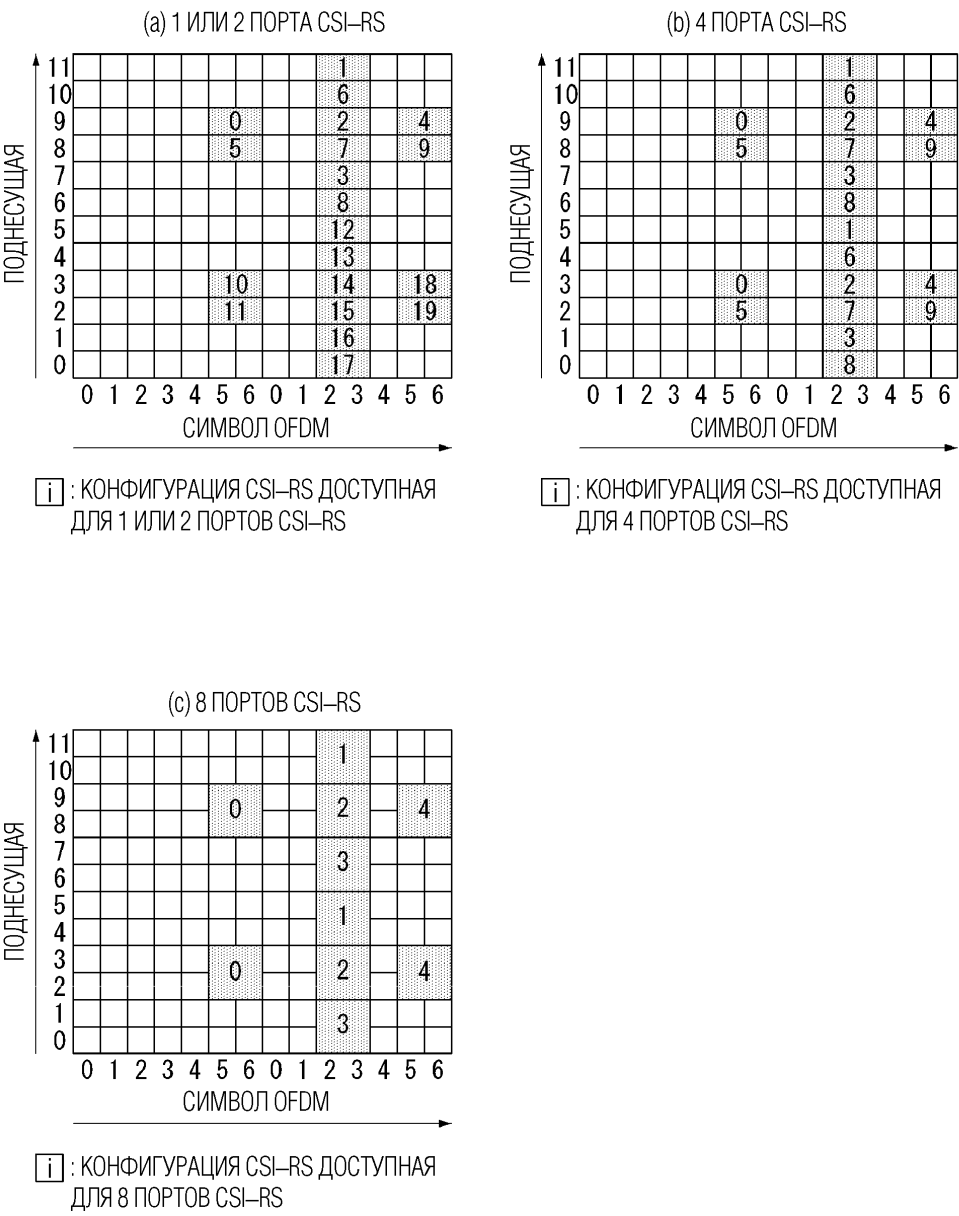 (a) 1 ИЛИ 2 ПОРТА CSI–RS
ПОДНЕСУЩАЯ
11 1
10 6
9 0 2 4
8 5 7 9
7 3
6 8
5 12
4 13
3 10 14 18
2 11 15 19
1 16
0 17
0 1 2 3 4 5 6 0 1 2 3 4 5 6
СИМВОЛ OFDM
i : КОНФИГУРАЦИЯ CSI–RS ДОСТУПНАЯ
ДЛЯ 1 ИЛИ 2 ПОРТОВ CSI–RS
(b) 4 ПОРТА CSI–RS
ПОДНЕСУЩАЯ
11 1
10 6
9 0 2 4
8 5 7 9
7 3
6 8
5 1
4 6
3 0 2 4
2 5 7 9
1 3
0 8
0 1 2 3 4 5 6 0 1 2 3 4 5 6
СИМВОЛ OFDM
i : КОНФИГУРАЦИЯ CSI–RS ДОСТУПНАЯ
ДЛЯ 4 ПОРТОВ CSI–RS
(c) 8 ПОРТОВ CSI–RS
ПОДНЕСУЩАЯ
11
1
10
9
0 2 4
8
7
3
6
5
1
4
3
0 2 4
2
1
3
0
0 1 2 3 4 5 6 0 1 2 3 4 5 6
СИМВОЛ OFDM
i : КОНФИГУРАЦИЯ CSI–RS ДОСТУПНАЯ
ДЛЯ 8 ПОРТОВ CSI–RS